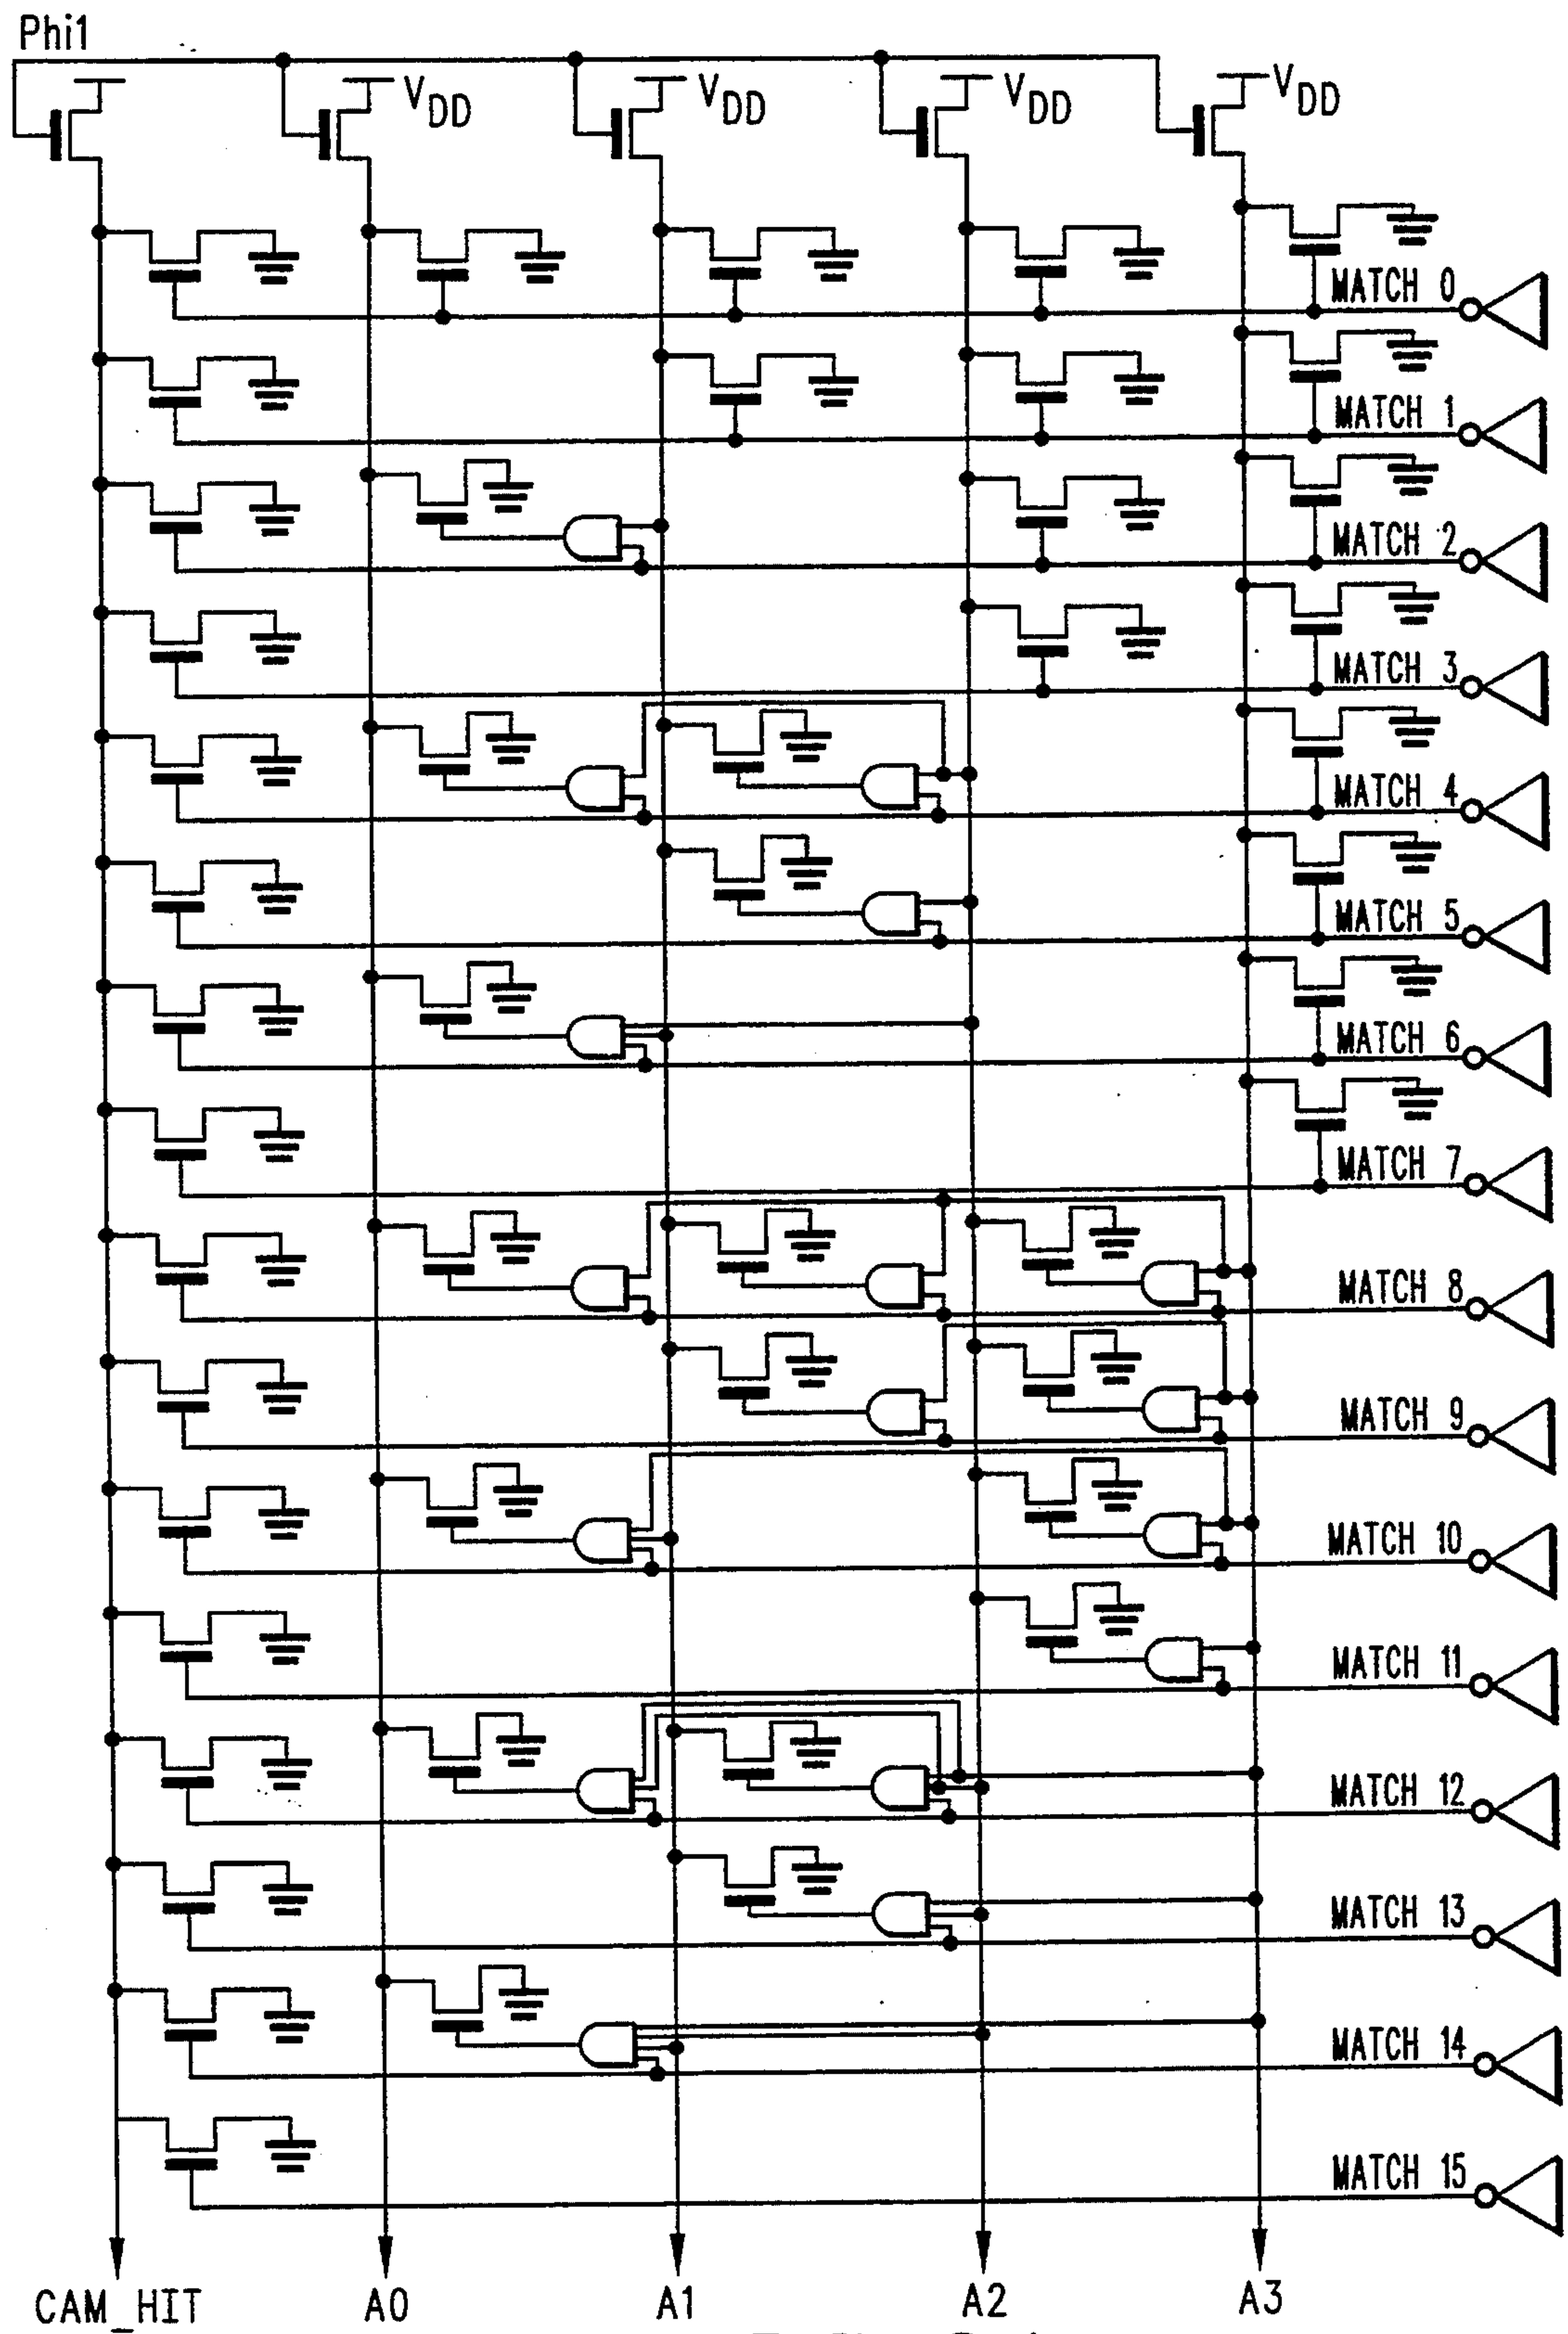 Phi1
VDD
VDD
VDD
VDD
MATCH 0
MATCH 1
MATCH 2
MATCH 3
MATCH 4
MATCH 5
MATCH 6
MATCH 7
MATCH 8
MATCH 9
MATCH 10
MATCH 11
MATCH 12
MATCH 13
MATCH 14
MATCH 15
CAM_HIT
A0
A1
A2
A3